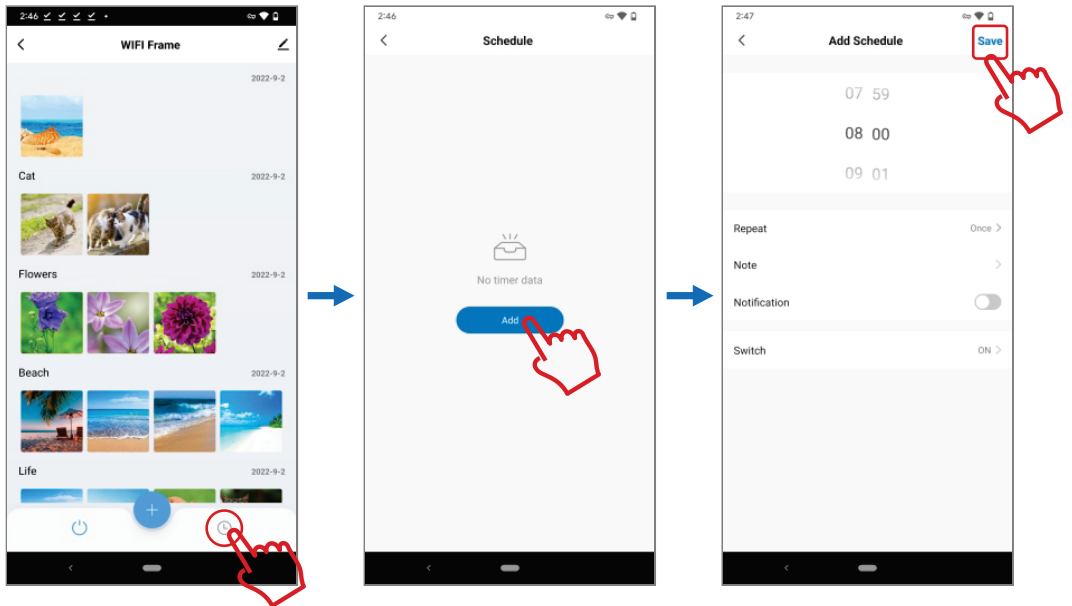 2:46
WIFI Frame
2022-9-2
Cat 2022-9-2
Flowers 2022-9-2
Beach 2022-9-2
Life 2022-9-2
2:46
Schedule
No timer data
Add
2:47
Add Schedule Save
07 59
08 00
09 01
Repeat Once
Note
Notification
Switch ON